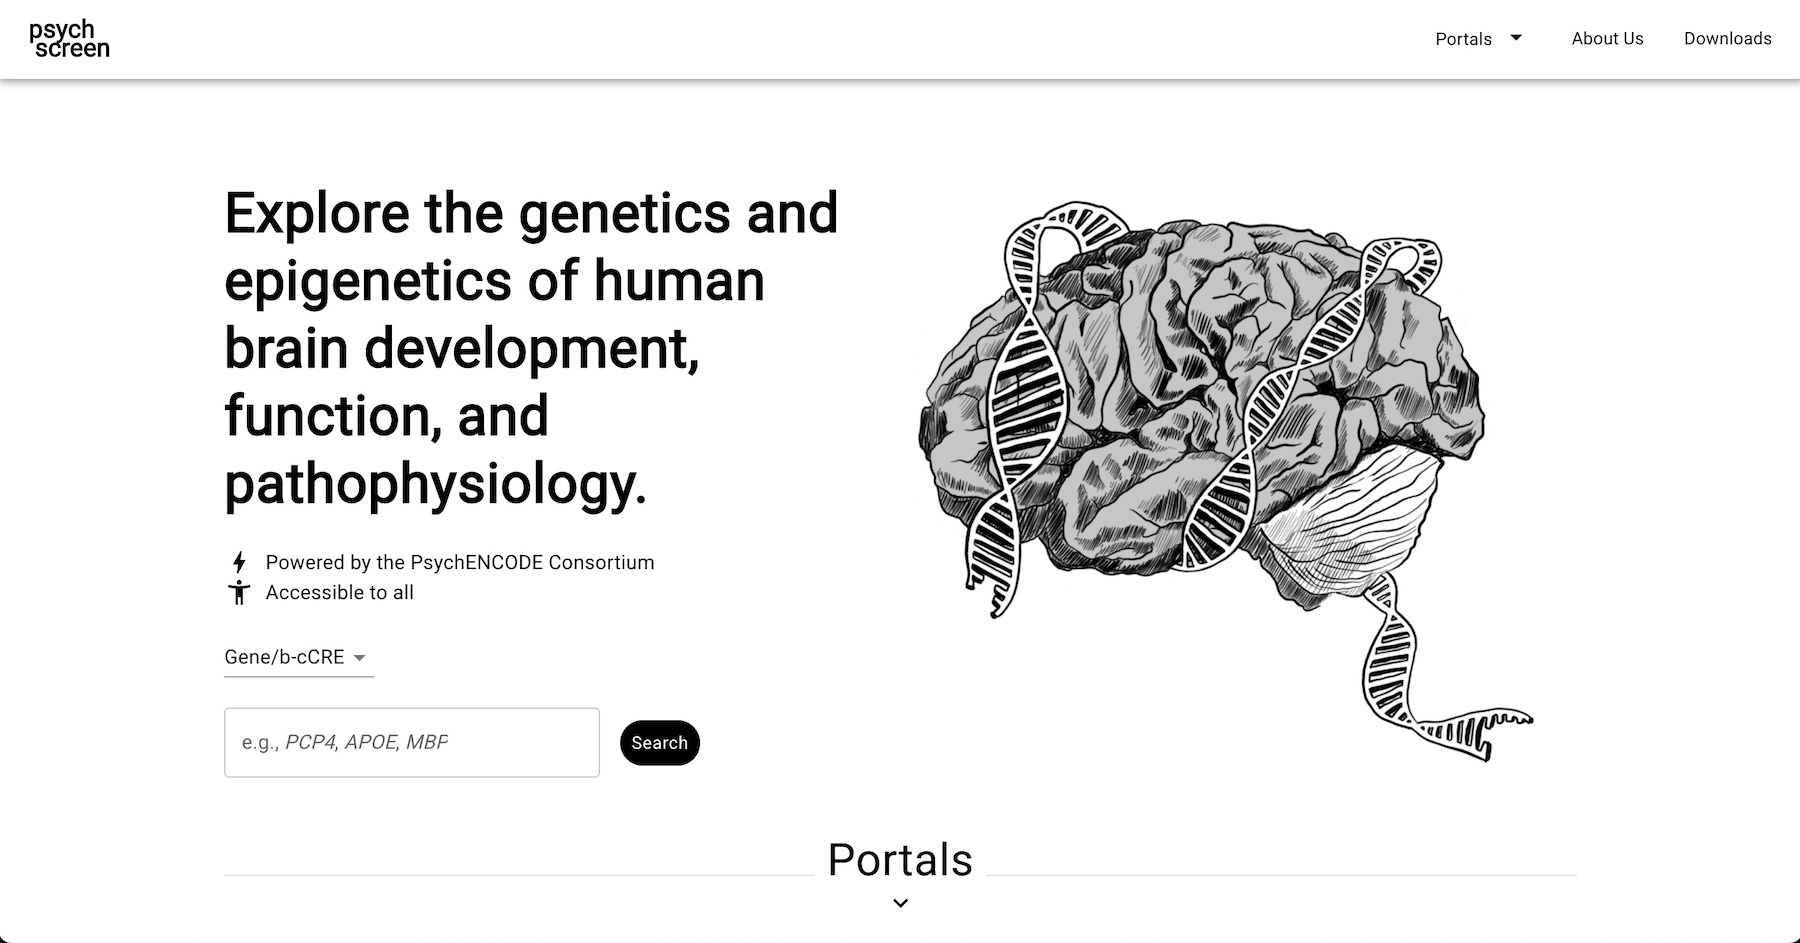 psych
screen
Portals
About Us
Downloads
Explore the genetics and
epigenetics of human
brain development,
function, and
pathophysiology.
Powered by the PsychENCODE Consortium
Accessible to all
Gene/b-cCRE
e.g., PCP4, APOE, MBP
Search
Portals